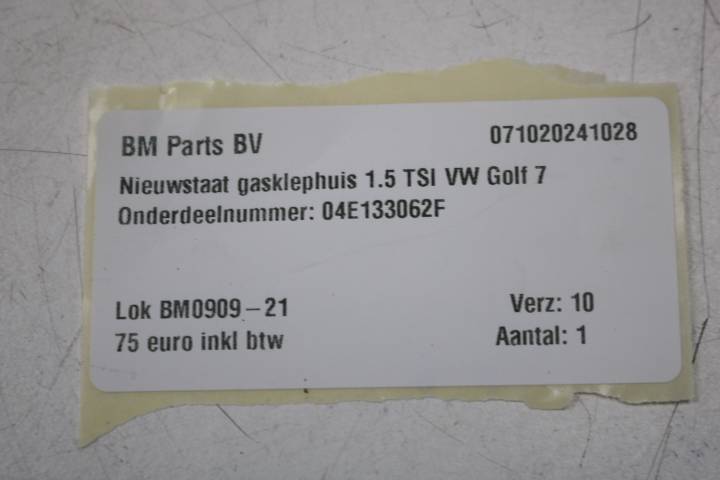 BM Parts BV 071020241028
Nieuwstaat gasklephuis 1.5 TSI VW Golf 7
Onderdeelnummer: 04E133062F
Lok BM0909-21 Verz: 10
75 euro inkl btw Aantal: 1